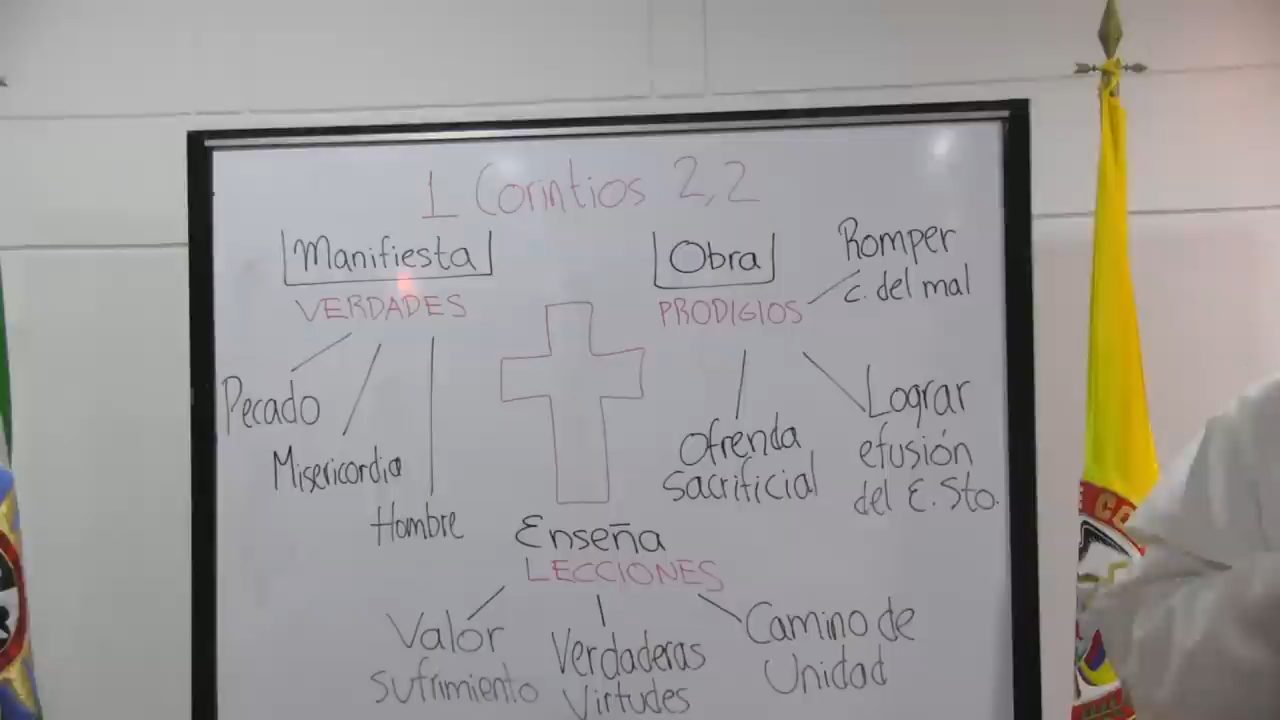 1 Corintios 2,2
Manifiesta
VERDADES
Pecado
Misericordia
Hombre
Obra
PRODIGIOS
Romper
c. del mal
Ofrenda
sacrificial
Lograr
efusión
del E. Sto.
Enseña
LECCIONES
Valor
sufrimiento
Verdaderas
Virtudes
Camino de
Unidad